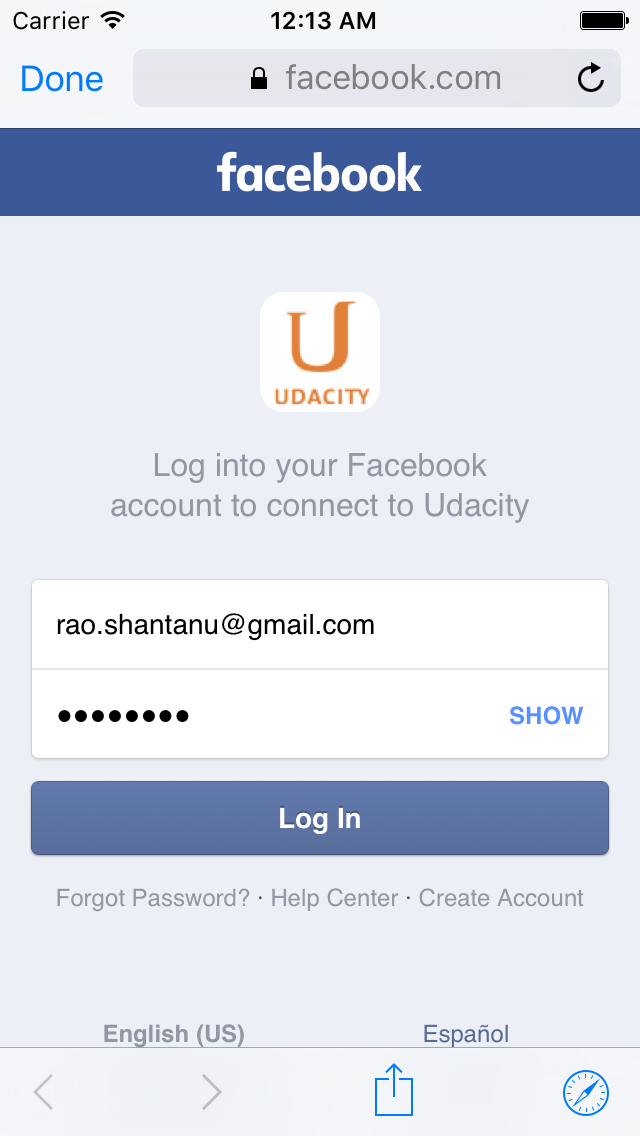 Carrier 12:13 AM
Done facebook.com
facebook
U
UDACITY
Log into your Facebook
account to connect to Udacity
rao.shantanu@gmail.com
●●●●●●●● SHOW
Log In
Forgot Password? · Help Center · Create Account
English (US) Español